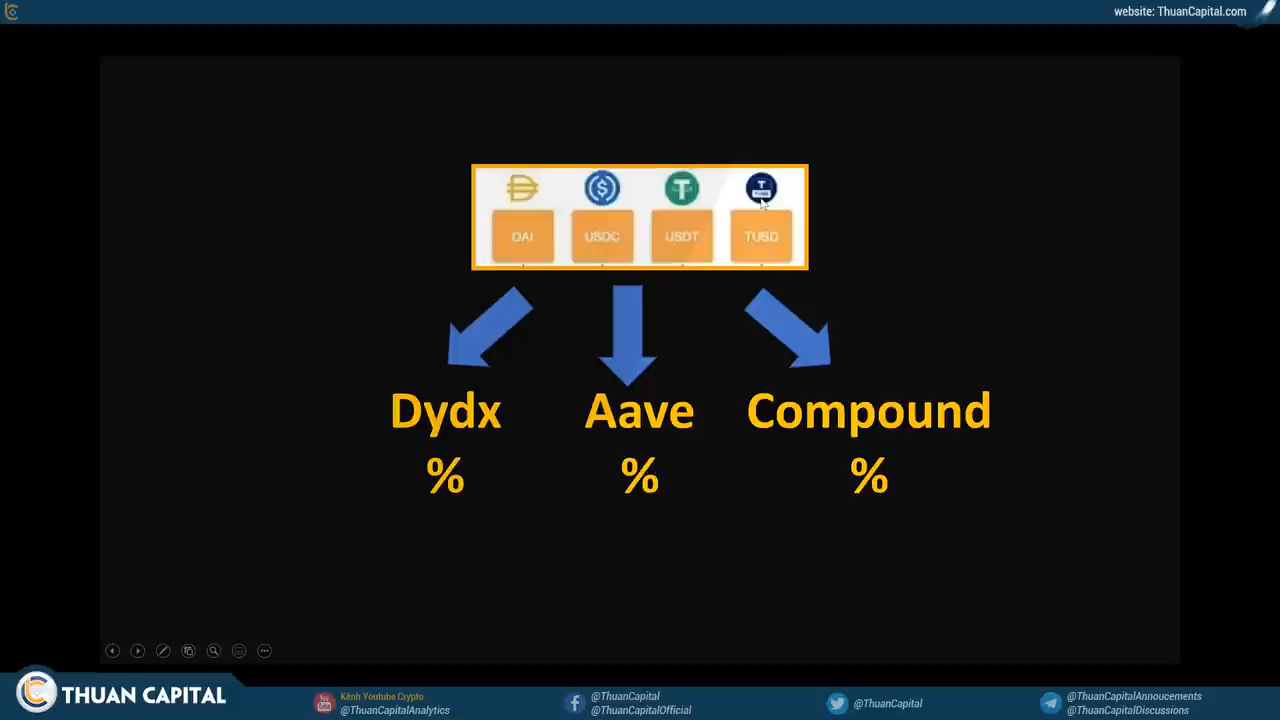 website: ThuanCapital.com
DAI USDC USDT TUSD
Dydx Aave Compound
% % %
THUAN CAPITAL
Kênh Youtube Crypto
@ThuanCapitalAnalytics
@ThuanCapital
@ThuanCapitalOfficial
@ThuanCapital
@ThuanCapitalAnnoucements
@ThuanCapitalDiscussions